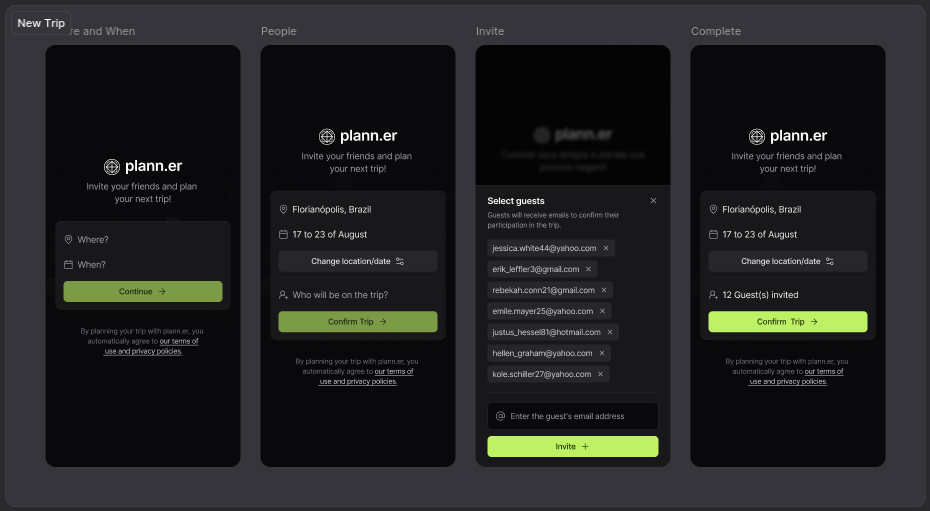 New Trip
re and When
plann.er
Invite your friends and plan
your next trip!
Where?
When?
Continue
By planning your trip with plann.er, you
automatically agree to our terms of
use and privacy policies.
People
plann.er
Invite your friends and plan
your next trip!
Florianópolis, Brazil
17 to 23 of August
Change location/date
Who will be on the trip?
Confirm Trip
By planning your trip with plann.er, you
automatically agree to our terms of
use and privacy policies.
Invite
plann.er
Select guests
Guests will receive emails to confirm their
participation in the trip.
jessica.white44@yahoo.com
erik_leffler3@gmail.com
rebekah.conn21@gmail.com
emile.mayer25@yahoo.com
justus_hessel81@hotmail.com
hellen_graham@yahoo.com
kole.schiller27@yahoo.com
Enter the guest's email address
Invite
Complete
plann.er
Invite your friends and plan
your next trip!
Florianópolis, Brazil
17 to 23 of August
Change location/date
12 Guest(s) invited
Confirm Trip
By planning your trip with plann.er, you
automatically agree to our terms of
use and privacy policies.